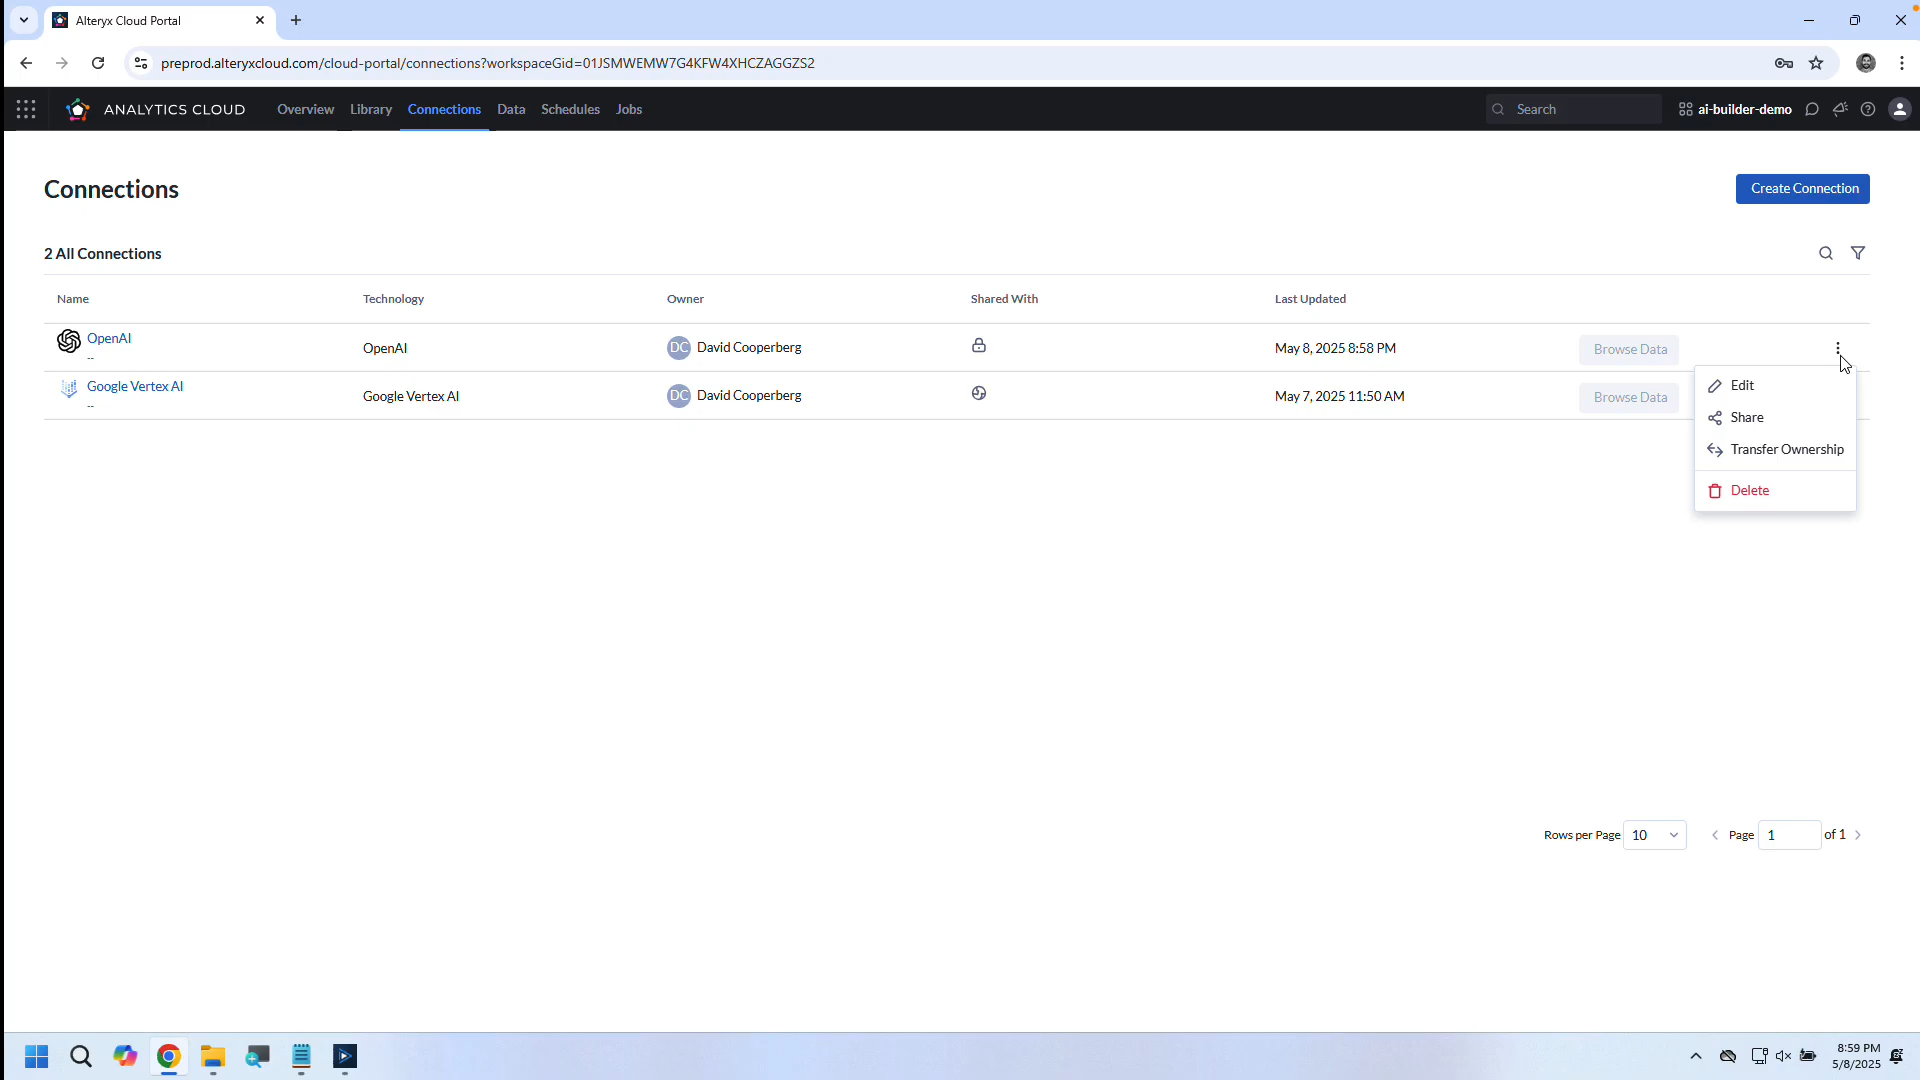 Alteryx Cloud Portal
preprod.alteryxcloud.com/cloud-portal/connections?workspaceGid=01JSMWEMW7G4KFW4XHCZAGGZS2
ANALYTICS CLOUD Overview Library Connections Data Schedules Jobs Search ai-builder-demo
Connections Create Connection
2 All Connections
Name Technology Owner Shared With Last Updated
OpenAI
-- OpenAI DC David Cooperberg May 8, 2025 8:58 PM Browse Data
Google Vertex AI
-- Google Vertex AI DC David Cooperberg May 7, 2025 11:50 AM Browse Data
Edit
Share
Transfer Ownership
Delete
Rows per Page 10 Page 1 of 1
8:59 PM
5/8/2025